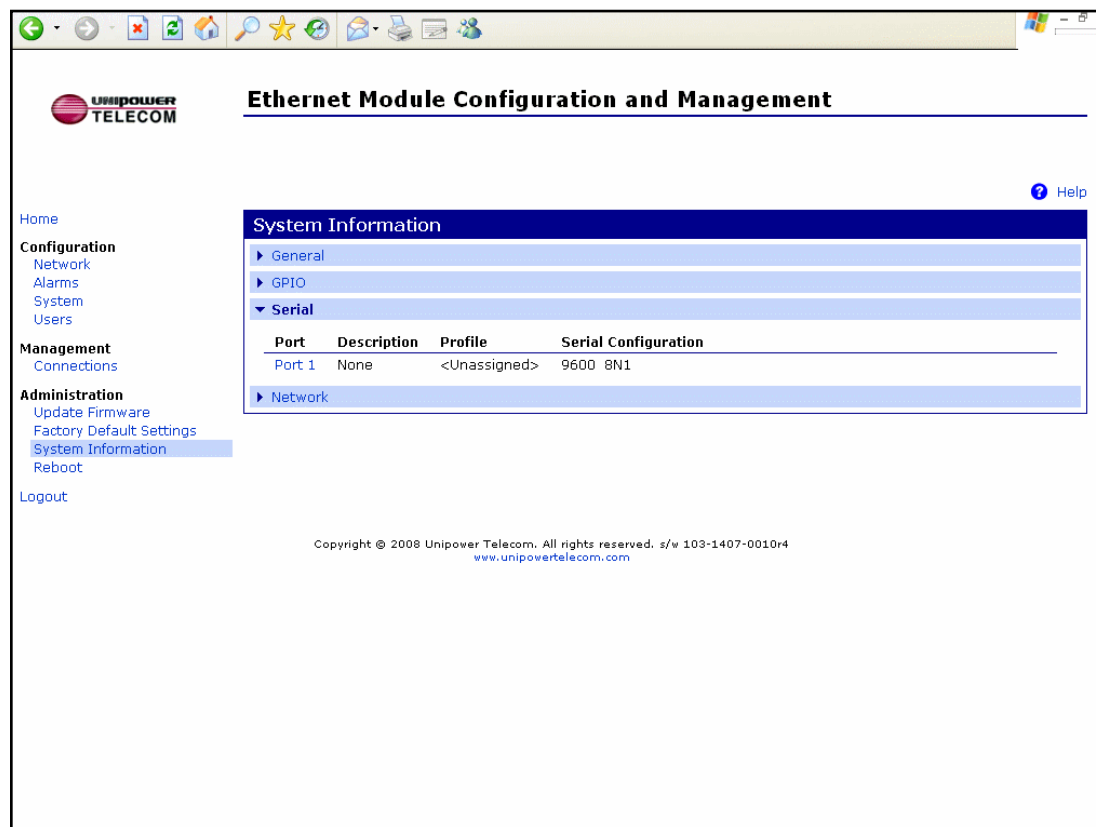 UNIPOWER
TELECOM
Ethernet Module Configuration and Management
Help
Home
Configuration
Network
Alarms
System
Users
Management
Connections
Administration
Update Firmware
Factory Default Settings
System Information
Reboot
Logout
System Information
General
GPIO
Serial
Port Description Profile Serial Configuration
Port 1 None <Unassigned> 9600 8N1
Network
Copyright © 2008 Unipower Telecom. All rights reserved. s/w 103-1407-0010r4
www.unipowertelecom.com